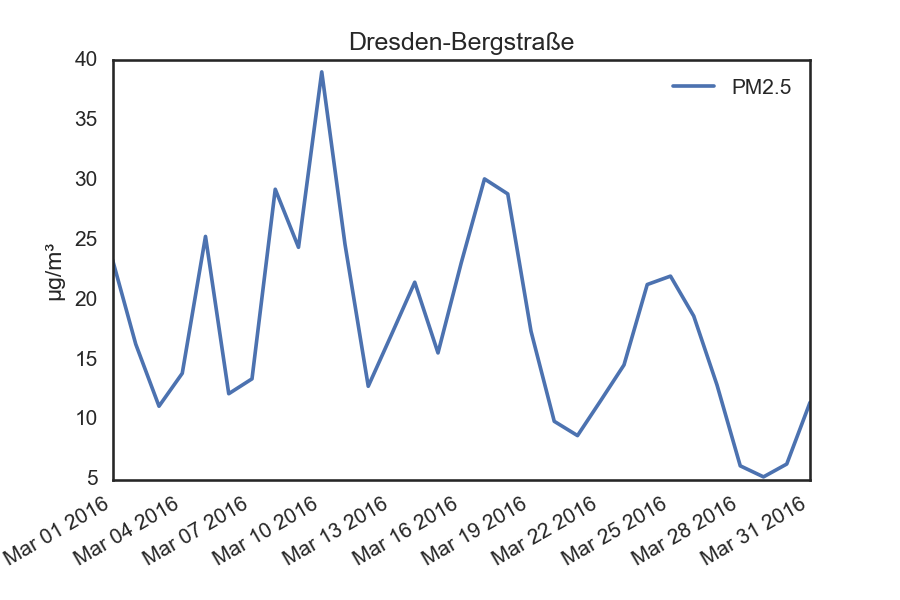 Dresden-Bergstraße
PM2.5
µg/m³
40
35
30
25
20
15
10
5
Mar 01 2016
Mar 04 2016
Mar 07 2016
Mar 10 2016
Mar 13 2016
Mar 16 2016
Mar 19 2016
Mar 22 2016
Mar 25 2016
Mar 28 2016
Mar 31 2016